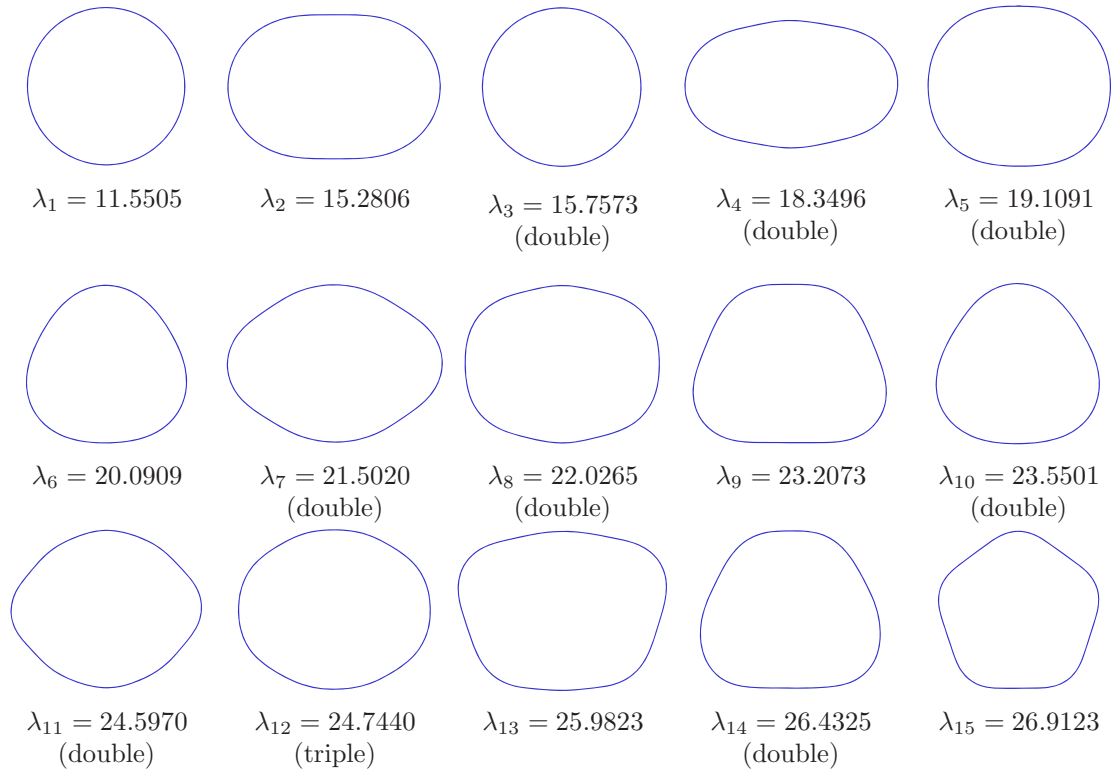 λ₁ = 11.5505
λ₂ = 15.2806
λ₃ = 15.7573
(double)
λ₄ = 18.3496
(double)
λ₅ = 19.1091
(double)
λ₆ = 20.0909
λ₇ = 21.5020
(double)
λ₈ = 22.0265
(double)
λ₉ = 23.2073
λ₁₀ = 23.5501
(double)
λ₁₁ = 24.5970
(double)
λ₁₂ = 24.7440
(triple)
λ₁₃ = 25.9823
λ₁₄ = 26.4325
(double)
λ₁₅ = 26.9123